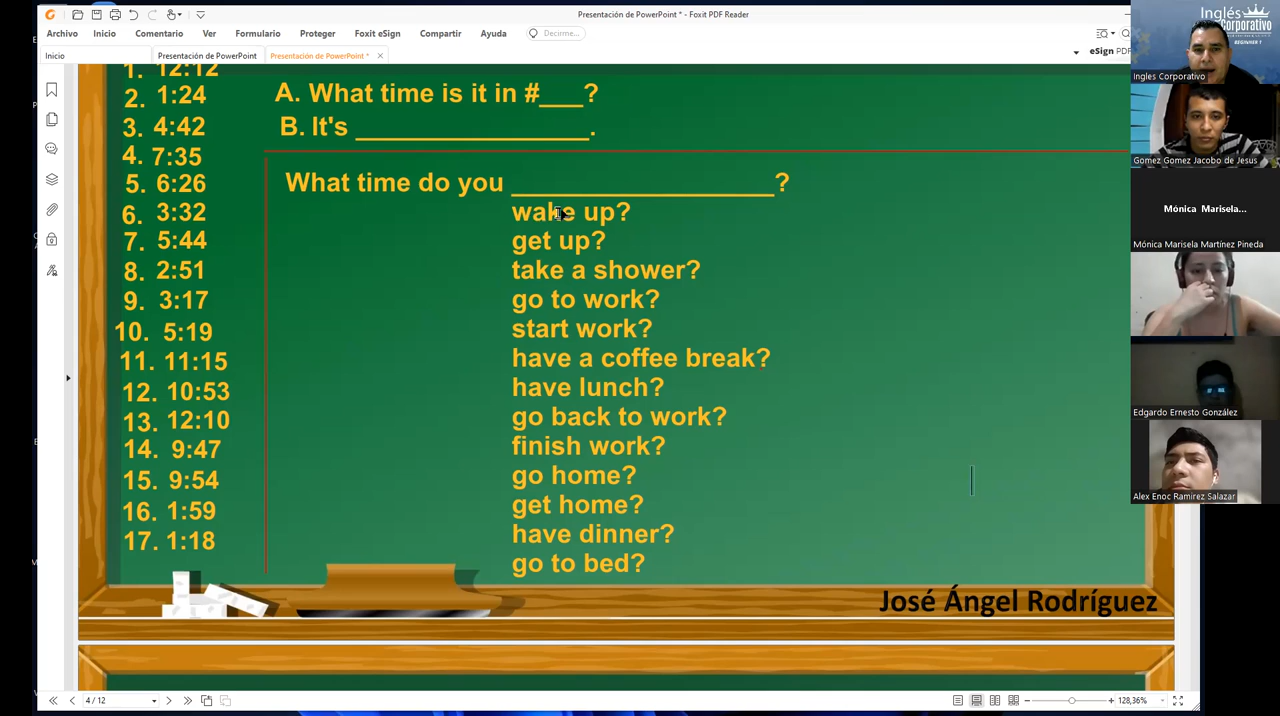 Presentación de PowerPoint * - Foxit PDF Reader
Archivo Inicio Comentario Ver Formulario Proteger Foxit eSign Compartir Ayuda Decirme...
Inicio Presentación de PowerPoint Presentación de PowerPoint *
eSign PDF
1. 12:12
2. 1:24
3. 4:42
4. 7:35
5. 6:26
6. 3:32
7. 5:44
8. 2:51
9. 3:17
10. 5:19
11. 11:15
12. 10:53
13. 12:10
14. 9:47
15. 9:54
16. 1:59
17. 1:18
A. What time is it in #___?
B. It's ________________.
What time do you __________________?
wake up?
get up?
take a shower?
go to work?
start work?
have a coffee break?
have lunch?
go back to work?
finish work?
go home?
get home?
have dinner?
go to bed?
José Ángel Rodríguez
4 / 12
128,36%
Inglés
Corporativo
BEGINNER 1
Ingles Corporativo
Gomez Gomez Jacobo de Jesus
Mónica Marisela...
Mónica Marisela Martínez Pineda
Edgardo Ernesto González
Alex Enoc Ramirez Salazar